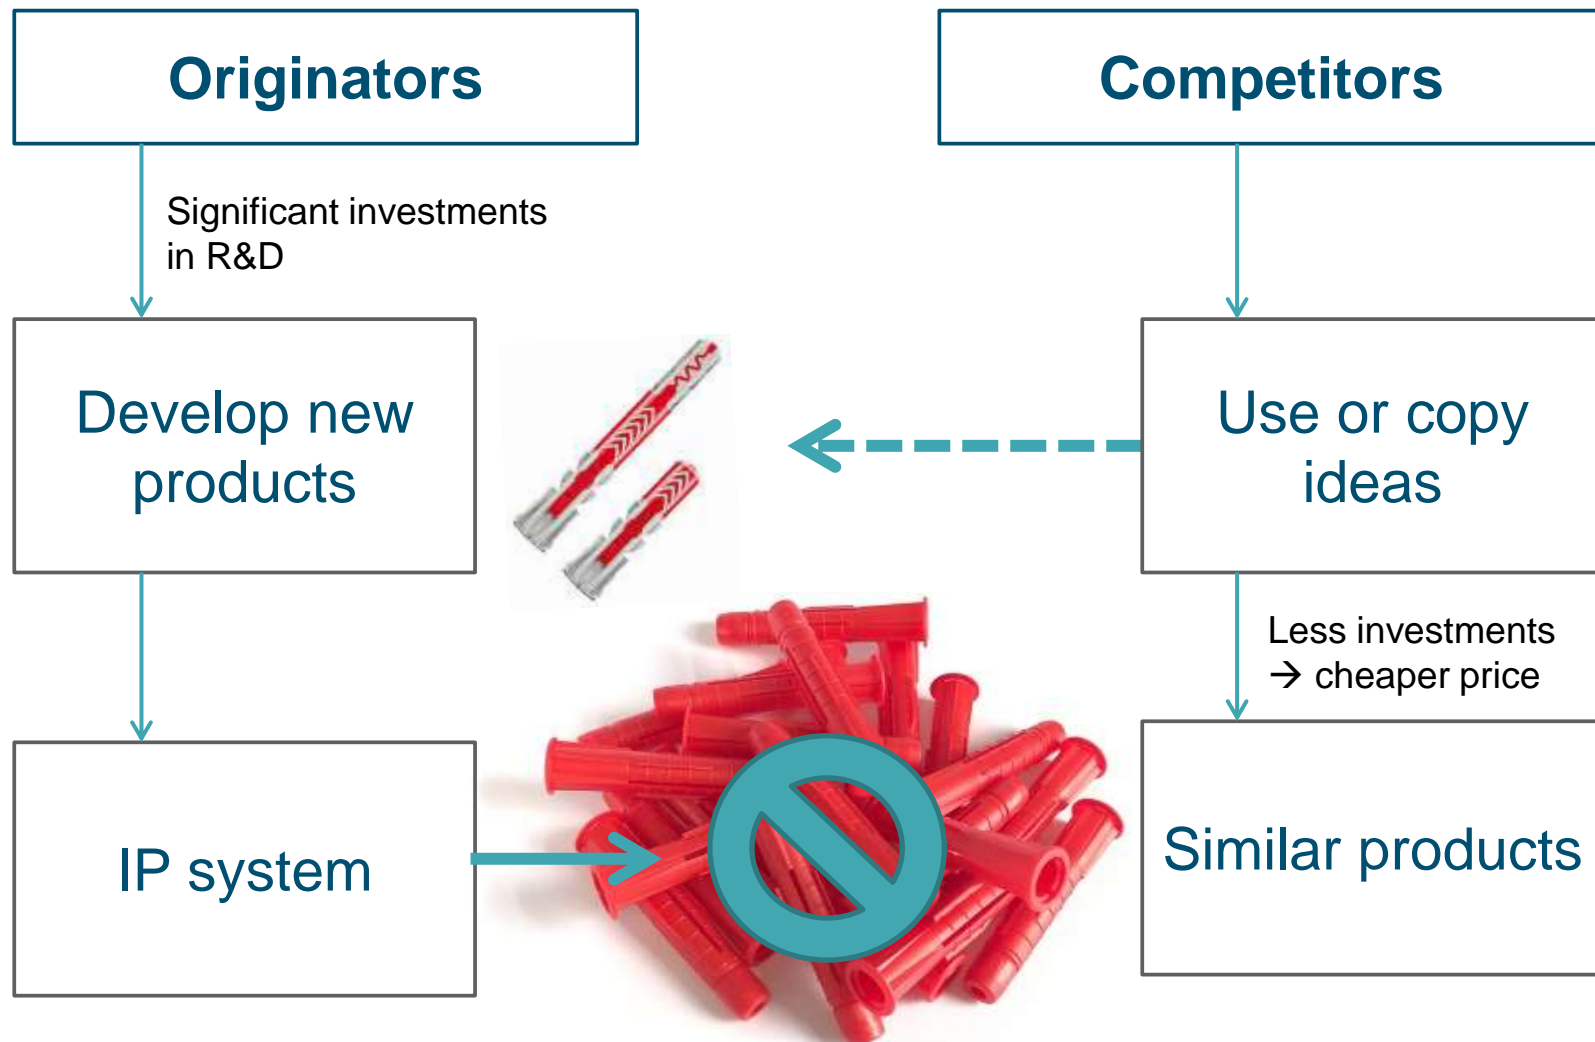 Originators
Competitors
Significant investments
in R&D
Develop new
products
Use or copy
ideas
Less investments
→ cheaper price
IP system
Similar products